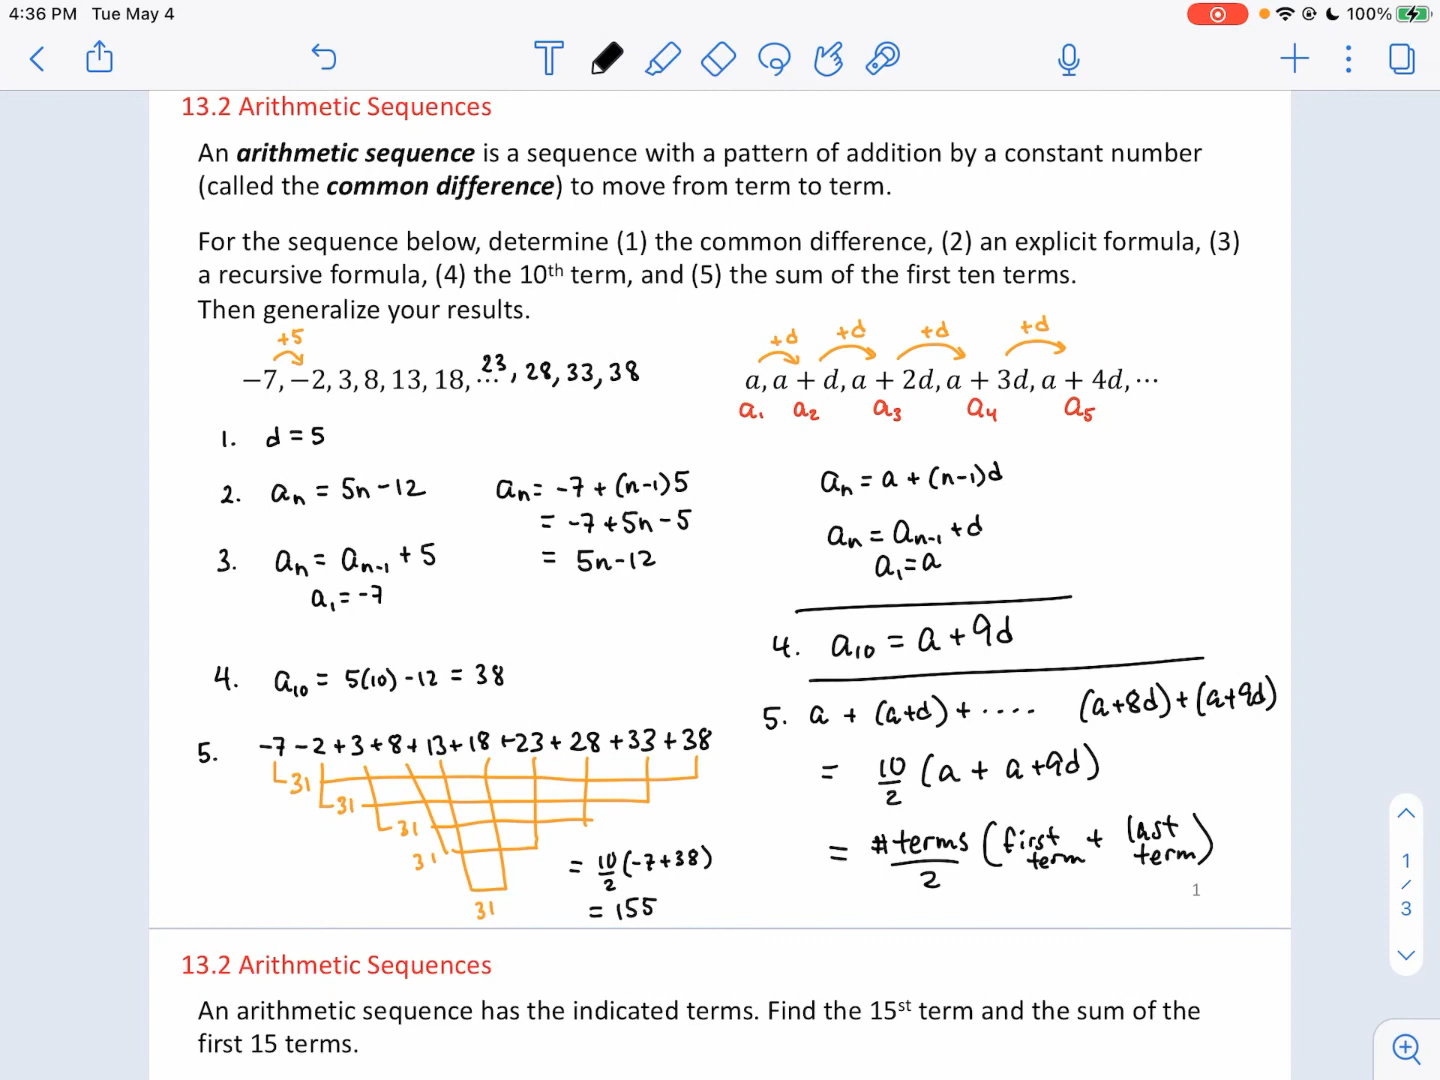 4:36 PM Tue May 4
100%
13.2 Arithmetic Sequences
An arithmetic sequence is a sequence with a pattern of addition by a constant number
(called the common difference) to move from term to term.
For the sequence below, determine (1) the common difference, (2) an explicit formula, (3)
a recursive formula, (4) the 10th term, and (5) the sum of the first ten terms.
Then generalize your results.
+5
−7, −2, 3, 8, 13, 18, ... 23, 28, 33, 38
1. d = 5
2. aₙ = 5n − 12
aₙ = −7 + (n−1)5
= −7 + 5n − 5
= 5n − 12
3. aₙ = aₙ₋₁ + 5
a₁ = −7
4. a₁₀ = 5(10) − 12 = 38
5. −7 − 2 + 3 + 8 + 13 + 18 + 23 + 28 + 33 + 38
31
31
31
31
31
= 10/2 (−7 + 38)
= 155
+d +d +d +d
a, a + d, a + 2d, a + 3d, a + 4d, ⋯
a₁ a₂ a₃ a₄ a₅
aₙ = a + (n−1)d
aₙ = aₙ₋₁ + d
a₁ = a
4. a₁₀ = a + 9d
5. a + (a+d) + ···· (a+8d) + (a+9d)
= 10/2 (a + a + 9d)
= # terms/2 (first term + last term)
1
13.2 Arithmetic Sequences
An arithmetic sequence has the indicated terms. Find the 15st term and the sum of the
first 15 terms.
1
/
3
T